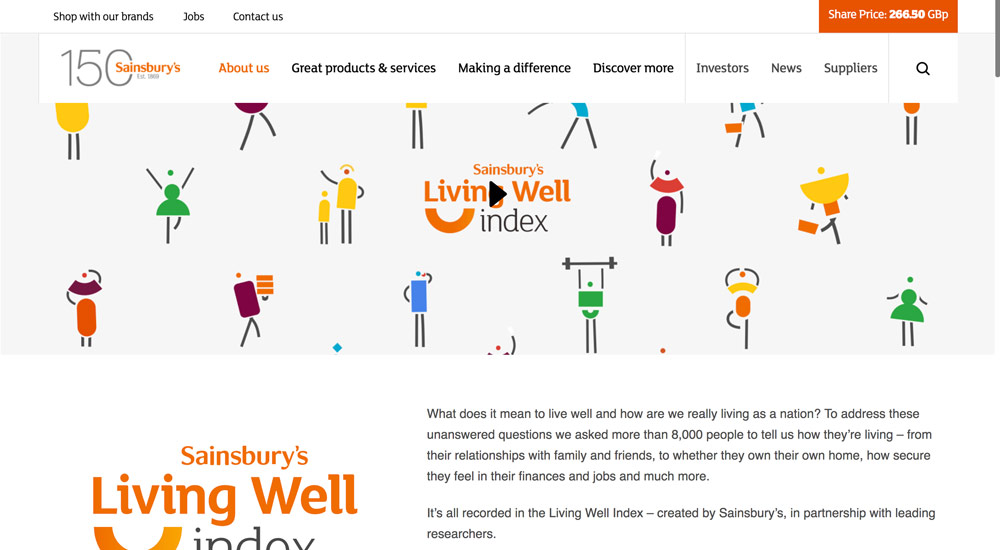 Shop with our brands Jobs Contact us
Share Price: 266.50 GBp
150 Sainsbury's
Est. 1869
About us Great products & services Making a difference Discover more Investors News Suppliers
Sainsbury's
Living Well
index
What does it mean to live well and how are we really living as a nation? To address these
unanswered questions we asked more than 8,000 people to tell us how they're living – from
their relationships with family and friends, to whether they own their own home, how secure
they feel in their finances and jobs and much more.
It's all recorded in the Living Well Index – created by Sainsbury's, in partnership with leading
researchers.
Sainsbury's
Living Well
index